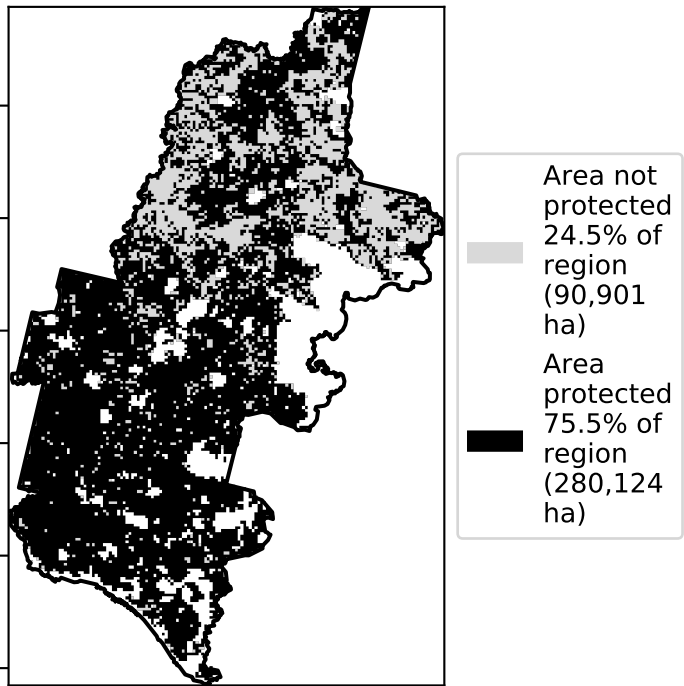 Area not
protected
24.5% of
region
(90,901
ha)
Area
protected
75.5% of
region
(280,124
ha)